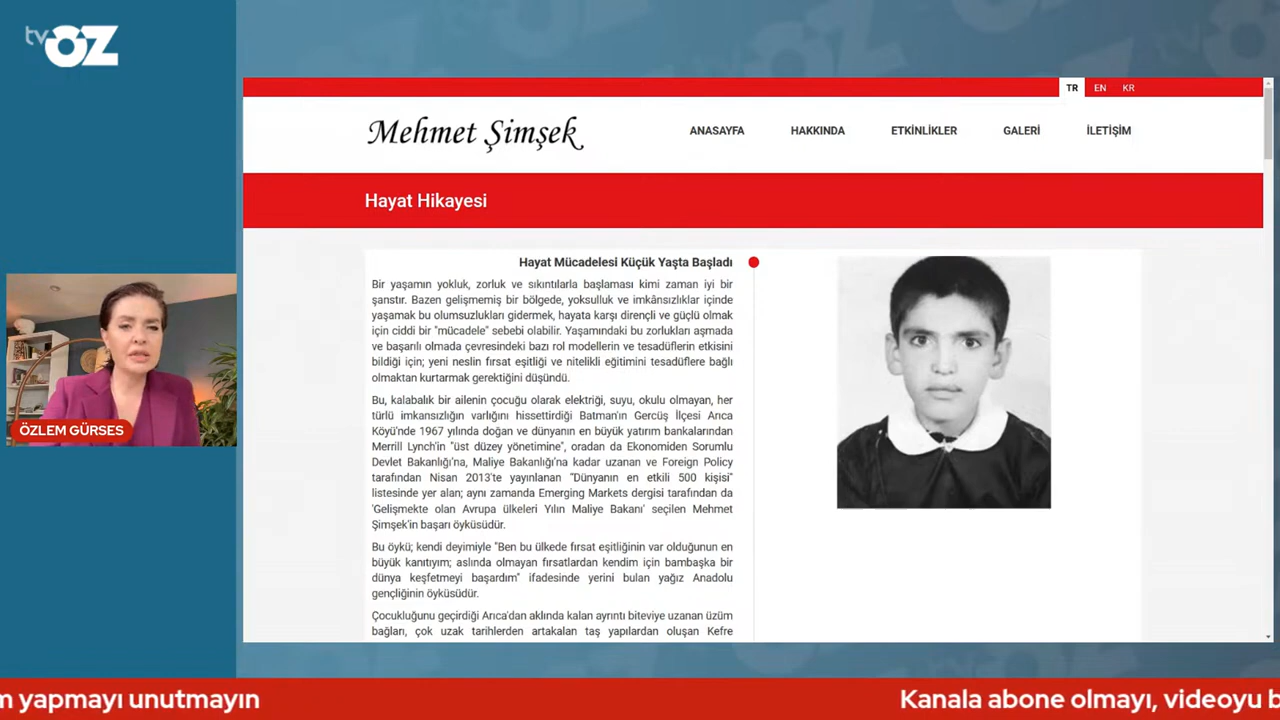 tv ÖZ
TR EN KR
Mehmet Şimşek
ANASAYFA HAKKINDA ETKİNLİKLER GALERİ İLETİŞİM
Hayat Hikayesi
Hayat Mücadelesi Küçük Yaşta Başladı
Bir yaşamın yokluk, zorluk ve sıkıntılarla başlaması kimi zaman iyi bir
şanstır. Bazen gelişmemiş bir bölgede, yoksulluk ve imkânsızlıklar içinde
yaşamak bu olumsuzlukları gidermek, hayata karşı dirençli ve güçlü olmak
için ciddi bir "mücadele" sebebi olabilir. Yaşamındaki bu zorlukları aşmada
ve başarılı olmada çevresindeki bazı rol modellerin ve tesadüflerin etkisini
bildiği için; yeni neslin fırsat eşitliği ve nitelikli eğitimini tesadüflere bağlı
olmaktan kurtarmak gerektiğini düşündü.
Bu, kalabalık bir ailenin çocuğu olarak elektriği, suyu, okulu olmayan, her
türlü imkansızlığın varlığını hissettirdiği Batman'ın Gercüş İlçesi Arıca
Köyü'nde 1967 yılında doğan ve dünyanın en büyük yatırım bankalarından
Merrill Lynch'in "üst düzey yönetimine", oradan da Ekonomiden Sorumlu
Devlet Bakanlığı'na, Maliye Bakanlığı'na kadar uzanan ve Foreign Policy
tarafından Nisan 2013'te yayınlanan "Dünyanın en etkili 500 kişisi"
listesinde yer alan; aynı zamanda Emerging Markets dergisi tarafından da
'Gelişmekte olan Avrupa ülkeleri Yılın Maliye Bakanı' seçilen Mehmet
Şimşek'in başarı öyküsüdür.
Bu öykü; kendi deyimiyle "Ben bu ülkede fırsat eşitliğinin var olduğunun en
büyük kanıtıyım; aslında olmayan fırsatlardan kendim için bambaşka bir
dünya keşfetmeyi başardım" ifadesinde yerini bulan yağız Anadolu
gençliğinin öyküsüdür.
Çocukluğunu geçirdiği Arıca'dan aklında kalan ayrıntı biteviye uzanan üzüm
bağları, çok uzak tarihlerden artakalan taş yapılardan oluşan Kefre
ÖZLEM GÜRSES
m yapmayı unutmayın Kanala abone olmayı, videoyu b